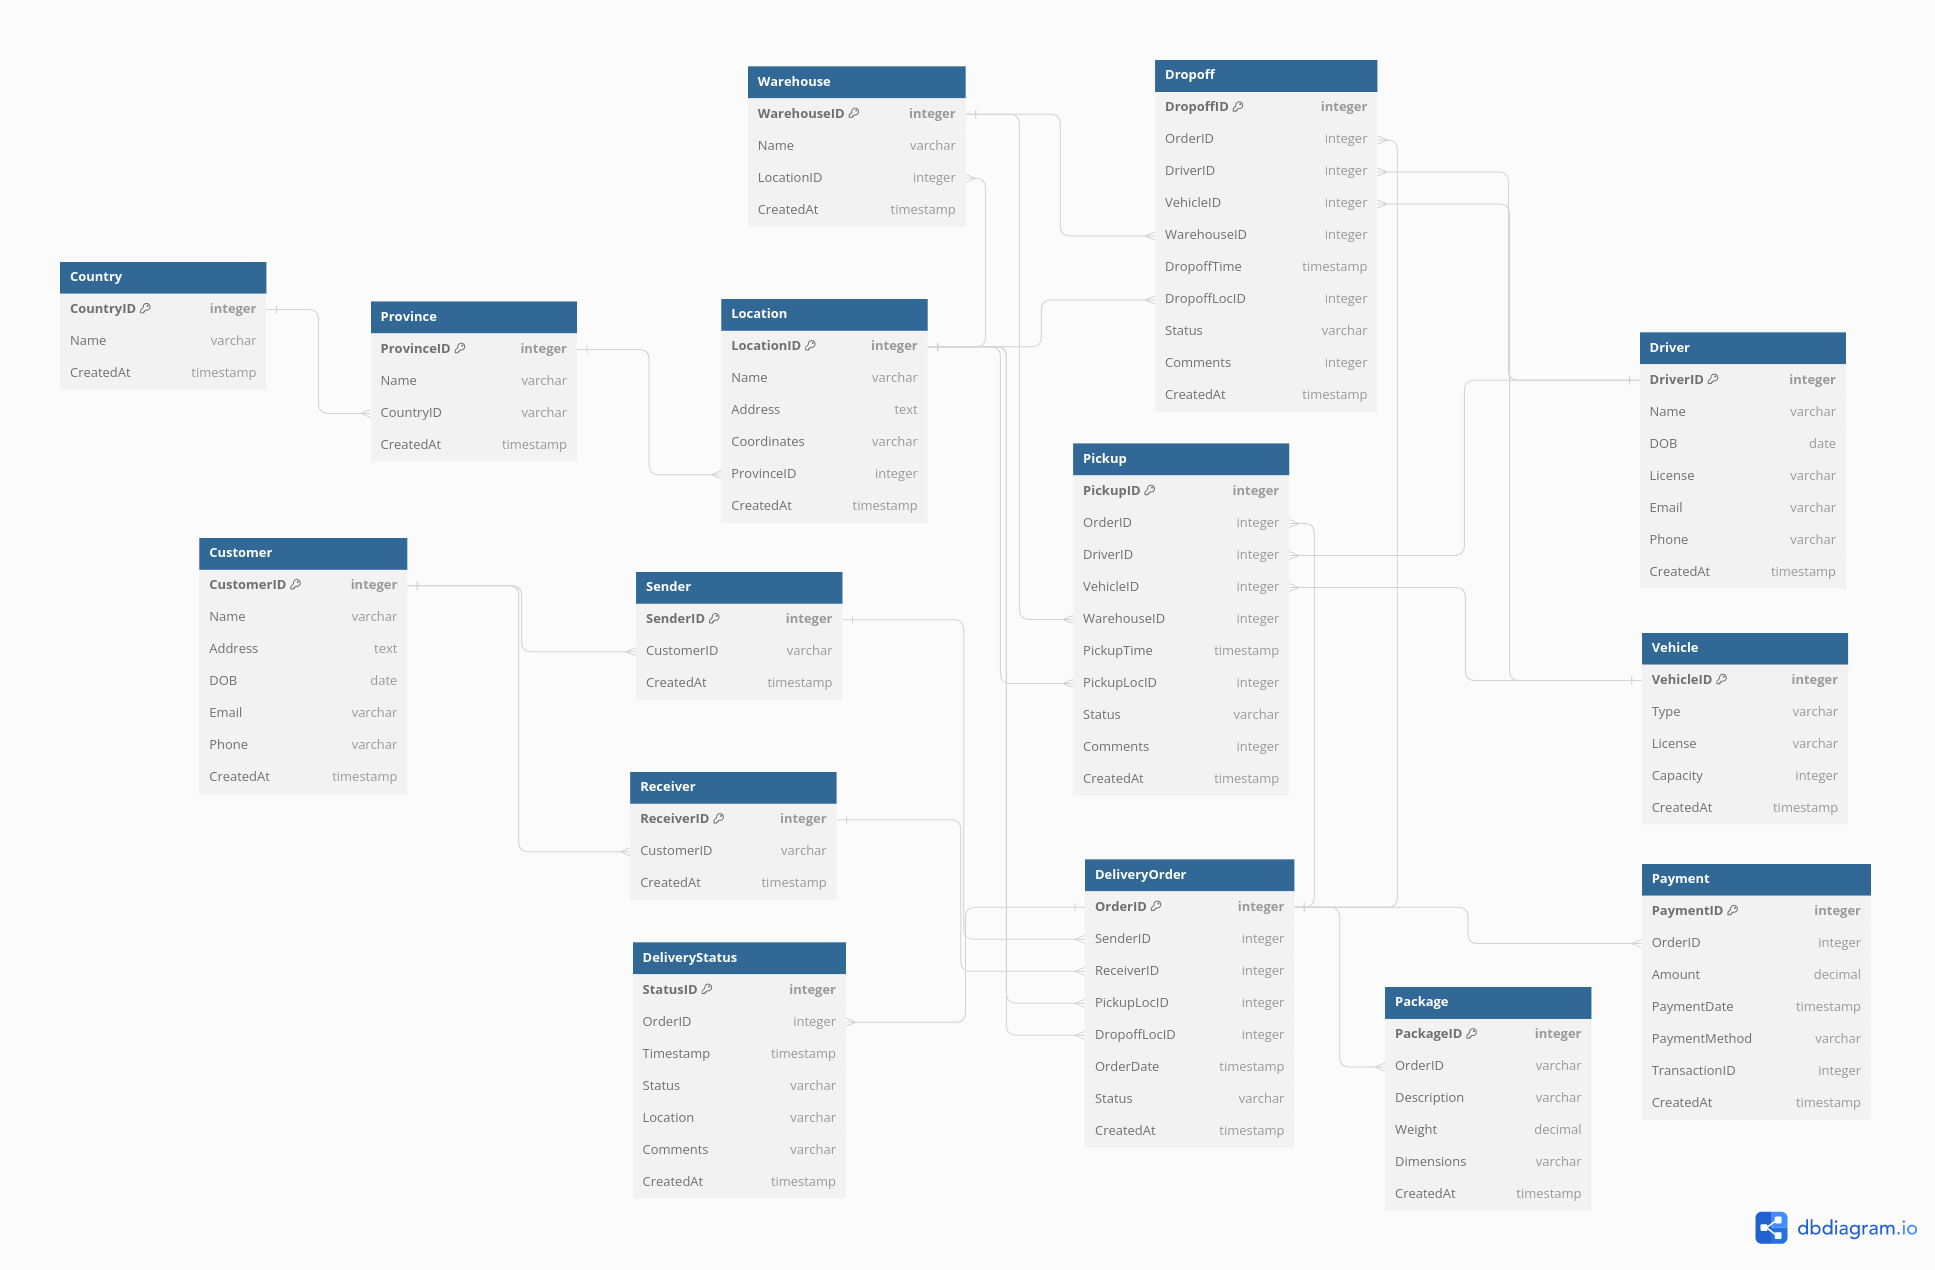 Warehouse
WarehouseID integer
Name varchar
LocationID integer
CreatedAt timestamp
Dropoff
DropoffID integer
OrderID integer
DriverID integer
VehicleID integer
WarehouseID integer
DropoffTime timestamp
DropoffLocID integer
Status varchar
Comments integer
CreatedAt timestamp
Country
CountryID integer
Name varchar
CreatedAt timestamp
Province
ProvinceID integer
Name varchar
CountryID varchar
CreatedAt timestamp
Location
LocationID integer
Name varchar
Address text
Coordinates varchar
ProvinceID integer
CreatedAt timestamp
Driver
DriverID integer
Name varchar
DOB date
License varchar
Email varchar
Phone varchar
CreatedAt timestamp
Pickup
PickupID integer
OrderID integer
DriverID integer
VehicleID integer
WarehouseID integer
PickupTime timestamp
PickupLocID integer
Status varchar
Comments integer
CreatedAt timestamp
Customer
CustomerID integer
Name varchar
Address text
DOB date
Email varchar
Phone varchar
CreatedAt timestamp
Sender
SenderID integer
CustomerID varchar
CreatedAt timestamp
Vehicle
VehicleID integer
Type varchar
License varchar
Capacity integer
CreatedAt timestamp
Receiver
ReceiverID integer
CustomerID varchar
CreatedAt timestamp
DeliveryOrder
OrderID integer
SenderID integer
ReceiverID integer
PickupLocID integer
DropoffLocID integer
OrderDate timestamp
Status varchar
CreatedAt timestamp
Payment
PaymentID integer
OrderID integer
Amount decimal
PaymentDate timestamp
PaymentMethod varchar
TransactionID integer
CreatedAt timestamp
DeliveryStatus
StatusID integer
OrderID integer
Timestamp timestamp
Status varchar
Location varchar
Comments varchar
CreatedAt timestamp
Package
PackageID integer
OrderID varchar
Description varchar
Weight decimal
Dimensions varchar
CreatedAt timestamp
dbdiagram.io